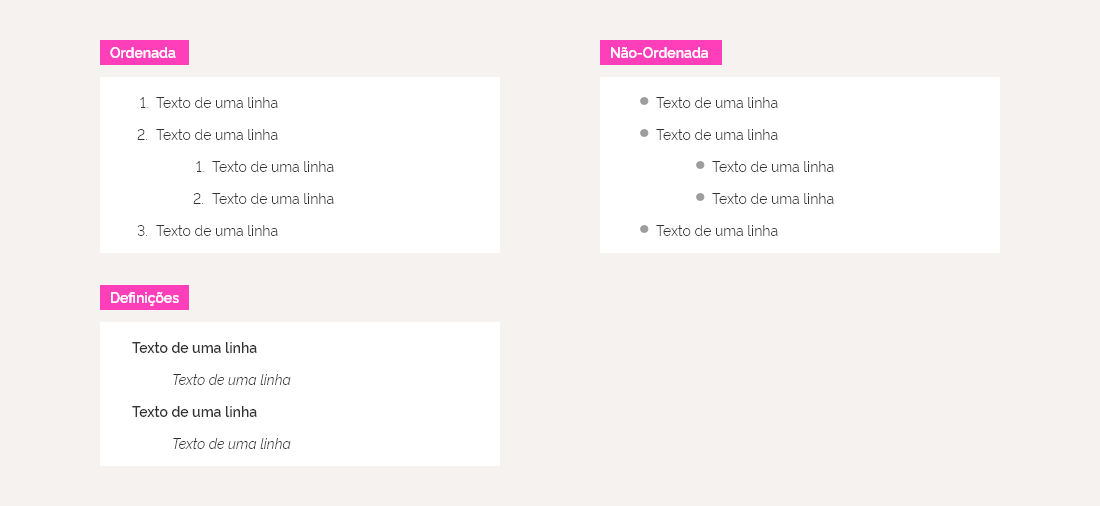 Ordenada
1. Texto de uma linha
2. Texto de uma linha
1. Texto de uma linha
2. Texto de uma linha
3. Texto de uma linha
Não-Ordenada
Texto de uma linha
Texto de uma linha
Texto de uma linha
Texto de uma linha
Texto de uma linha
Definições
Texto de uma linha
Texto de uma linha
Texto de uma linha
Texto de uma linha